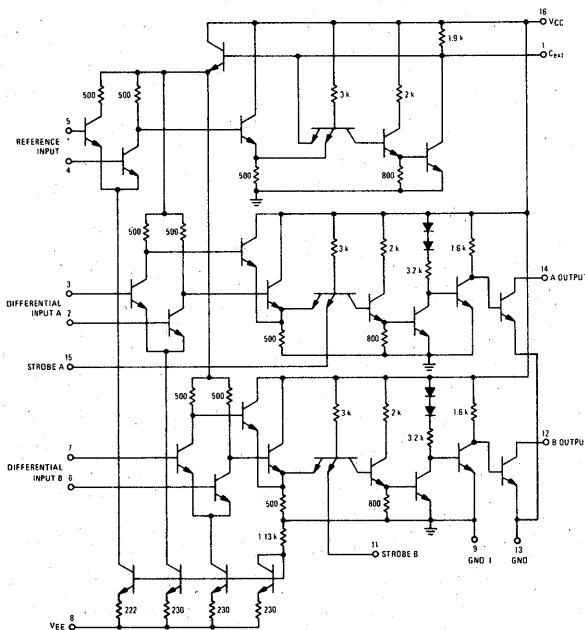 16
VCC
1.9 k
1
Cext
500
500
3 k
2 k
5
REFERENCE
INPUT
4
500
800
500
500
3 k
2 k
1.6 k
3.2 k
14
A OUTPUT
3
DIFFERENTIAL
INPUT A
2
500
800
15
STROBE A
500
500
3 k
2 k
1.6 k
3.2 k
12
B OUTPUT
7
DIFFERENTIAL
INPUT B
6
500
800
1.13 k
11
STROBE B
9
GND 1
13
GND
8
VEE
222
230
230
230